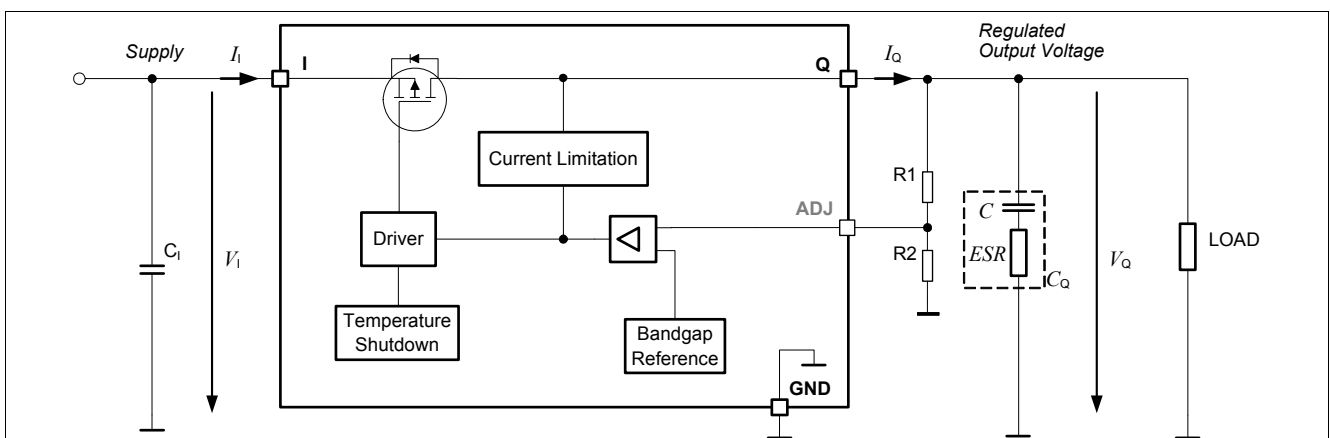 Supply
I_I
I
Q
I_Q
Regulated
Output Voltage
Current Limitation
R1
ADJ
C
Driver
C_I
V_I
R2
ESR
C_Q
V_Q
LOAD
Temperature
Shutdown
Bandgap
Reference
GND